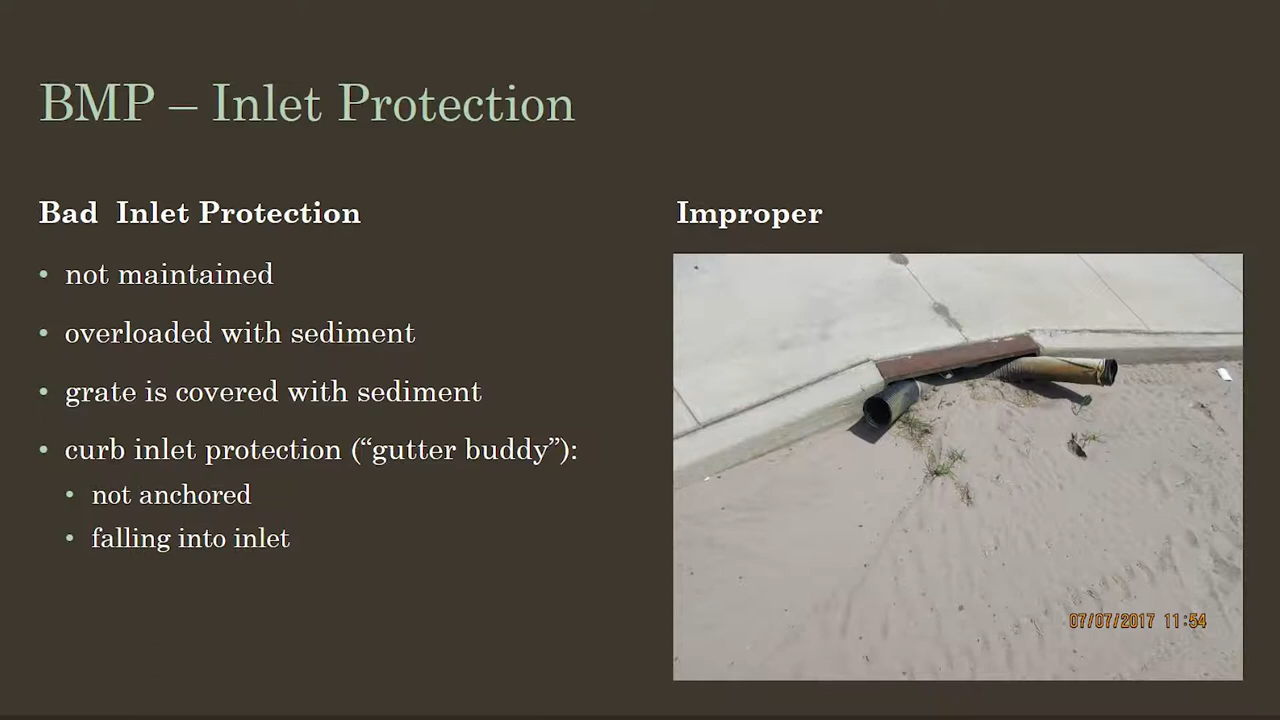 BMP – Inlet Protection
Bad  Inlet Protection
• not maintained
• overloaded with sediment
• grate is covered with sediment
• curb inlet protection (“gutter buddy”):
• not anchored
• falling into inlet
Improper
07/07/2017 11:54